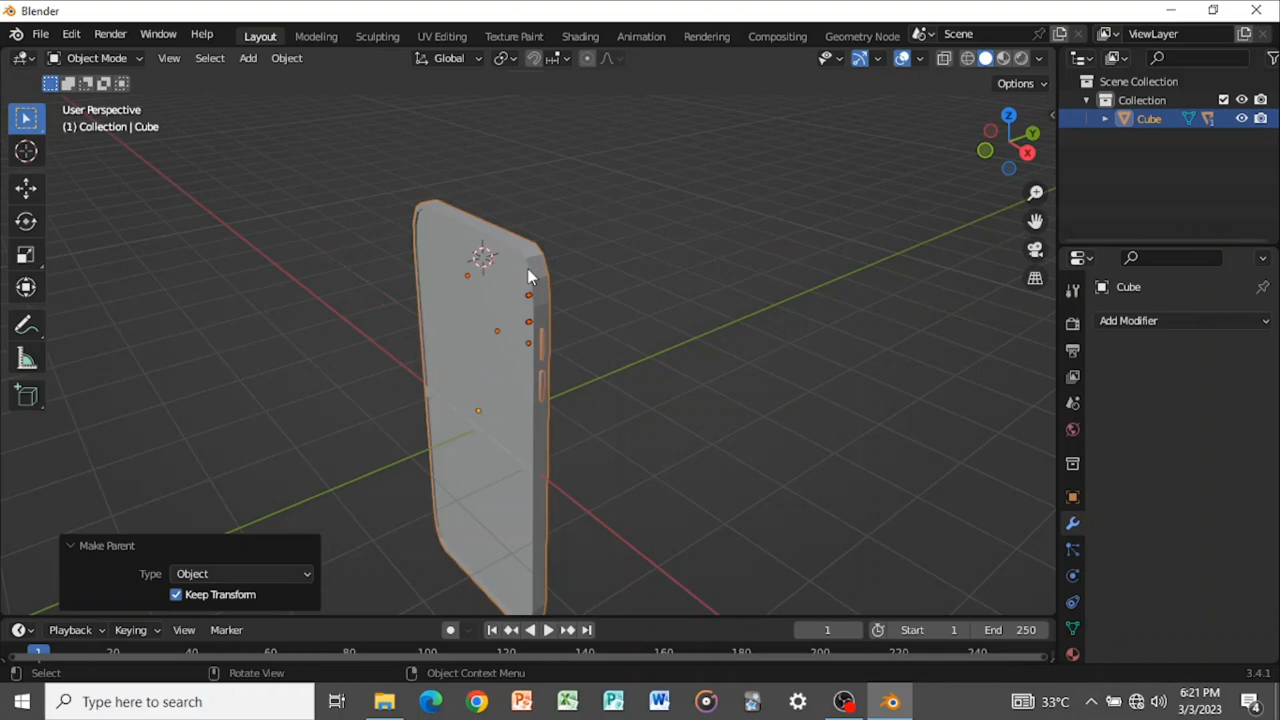 Blender
File Edit Render Window Help Layout Modeling Sculpting UV Editing Texture Paint Shading Animation Rendering Compositing Geometry Node Scene ViewLayer
Object Mode View Select Add Object Global
Options
User Perspective
(1) Collection | Cube
Z
Y
X
Scene Collection
Collection
Cube
Cube
Add Modifier
Make Parent
Type Object
Keep Transform
Playback Keying View Marker 1 Start 1 End 250
1 20 40 60 80 100 120 140 160 180 200 220 240
Select Rotate View Object Context Menu 3.4.1
Type here to search 33°C 6:21 PM
3/3/2023
4